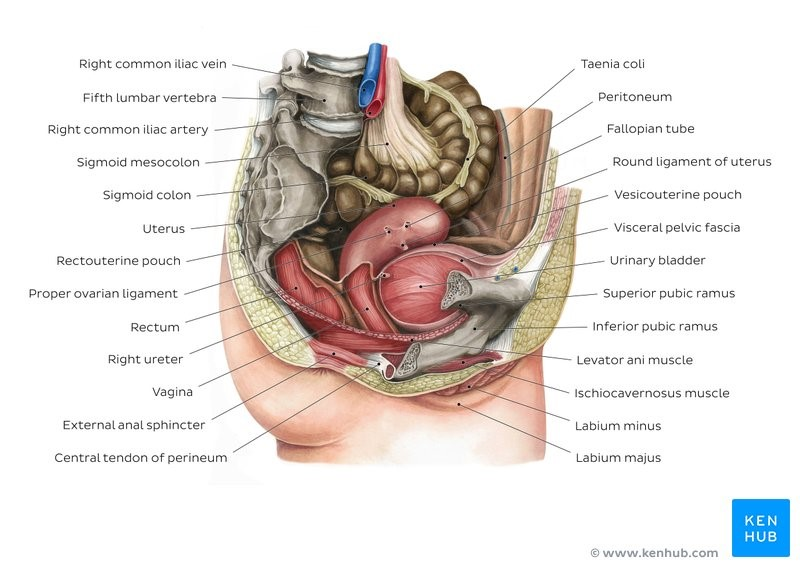 Right common iliac vein
Fifth lumbar vertebra
Right common iliac artery
Sigmoid mesocolon
Sigmoid colon
Uterus
Rectouterine pouch
Proper ovarian ligament
Rectum
Right ureter
Vagina
External anal sphincter
Central tendon of perineum
Taenia coli
Peritoneum
Fallopian tube
Round ligament of uterus
Vesicouterine pouch
Visceral pelvic fascia
Urinary bladder
Superior pubic ramus
Inferior pubic ramus
Levator ani muscle
Ischiocavernosus muscle
Labium minus
Labium majus
KEN
HUB
© www.kenhub.com